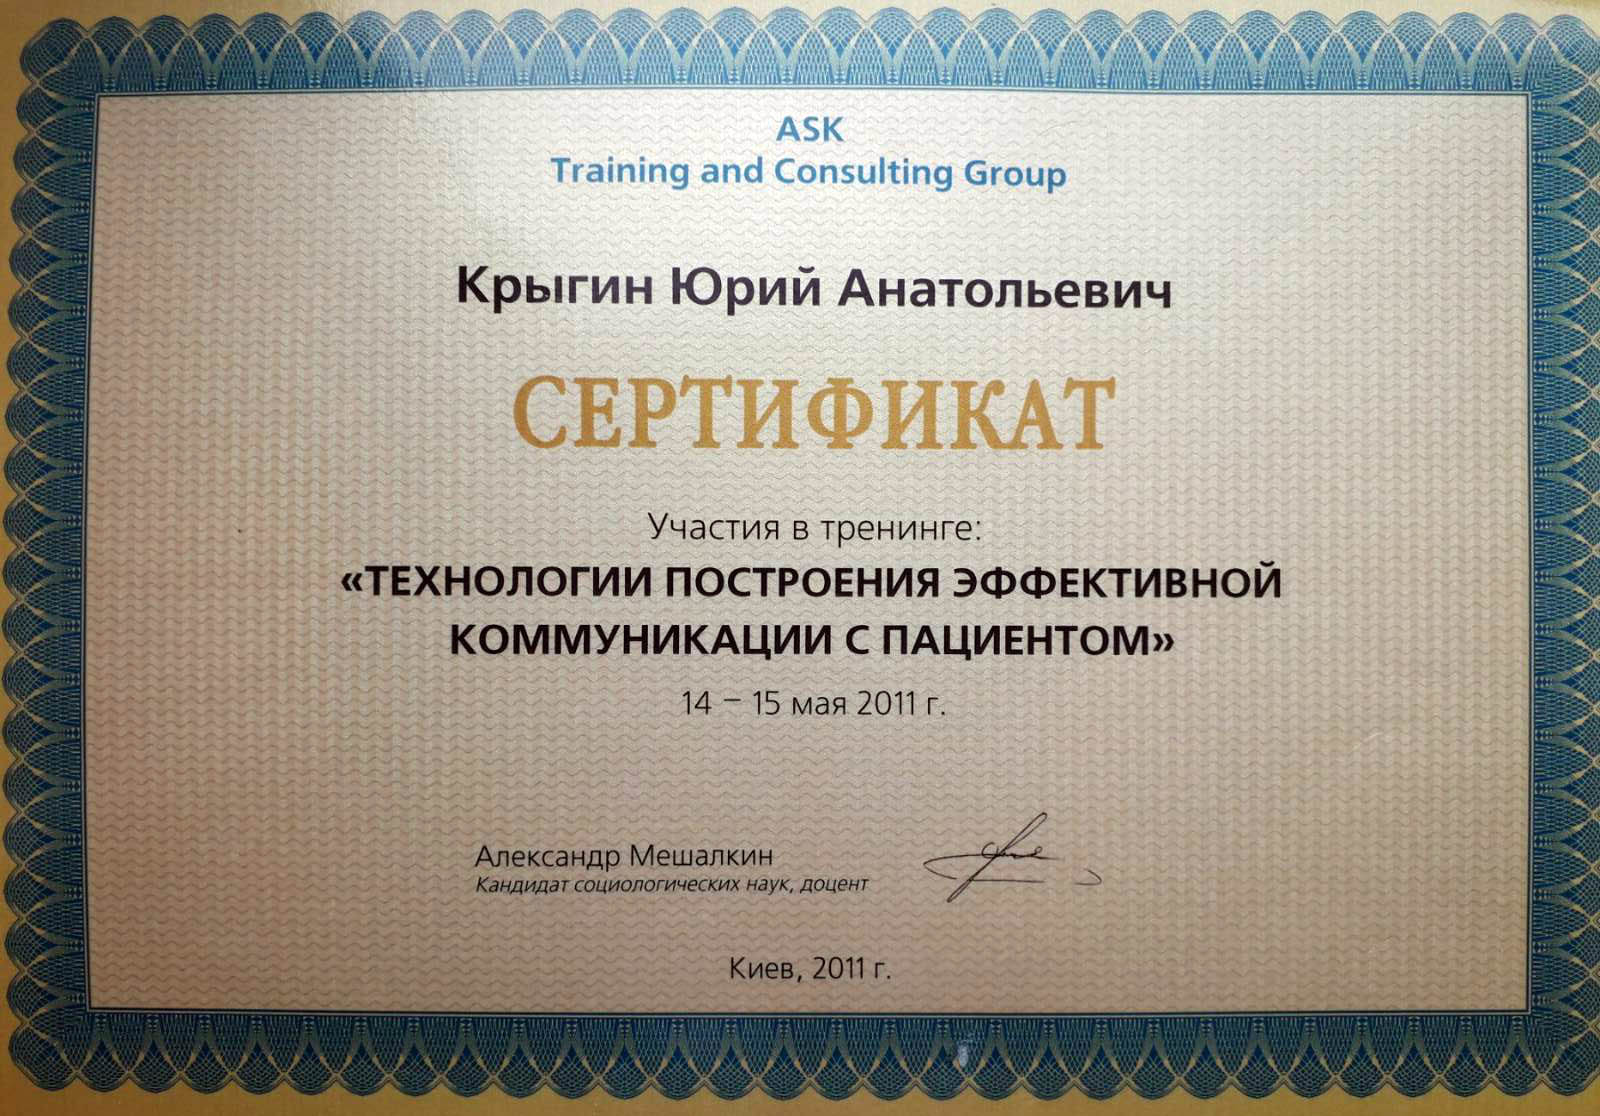 ASK
Training and Consulting Group
Крыгин Юрий Анатольевич
СЕРТИФИКАТ
Участия в тренинге:
«ТЕХНОЛОГИИ ПОСТРОЕНИЯ ЭФФЕКТИВНОЙ
КОММУНИКАЦИИ С ПАЦИЕНТОМ»
14 – 15 мая 2011 г.
Александр Мешалкин
Кандидат социологических наук, доцент
Киев, 2011 г.